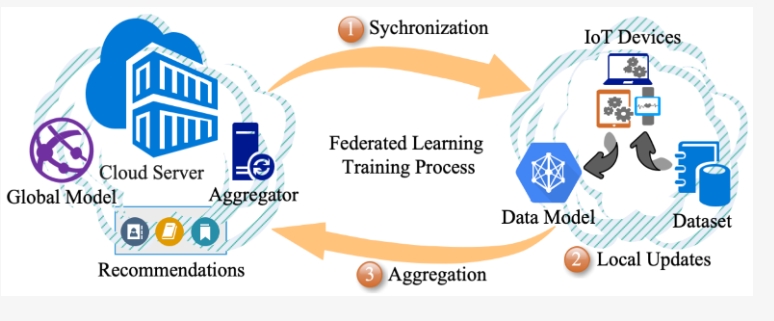 1 Sychronization
IoT Devices
Federated Learning
Training Process
Cloud Server
Global Model
Aggregator
Data Model
Dataset
Recommendations
3 Aggregation
2 Local Updates